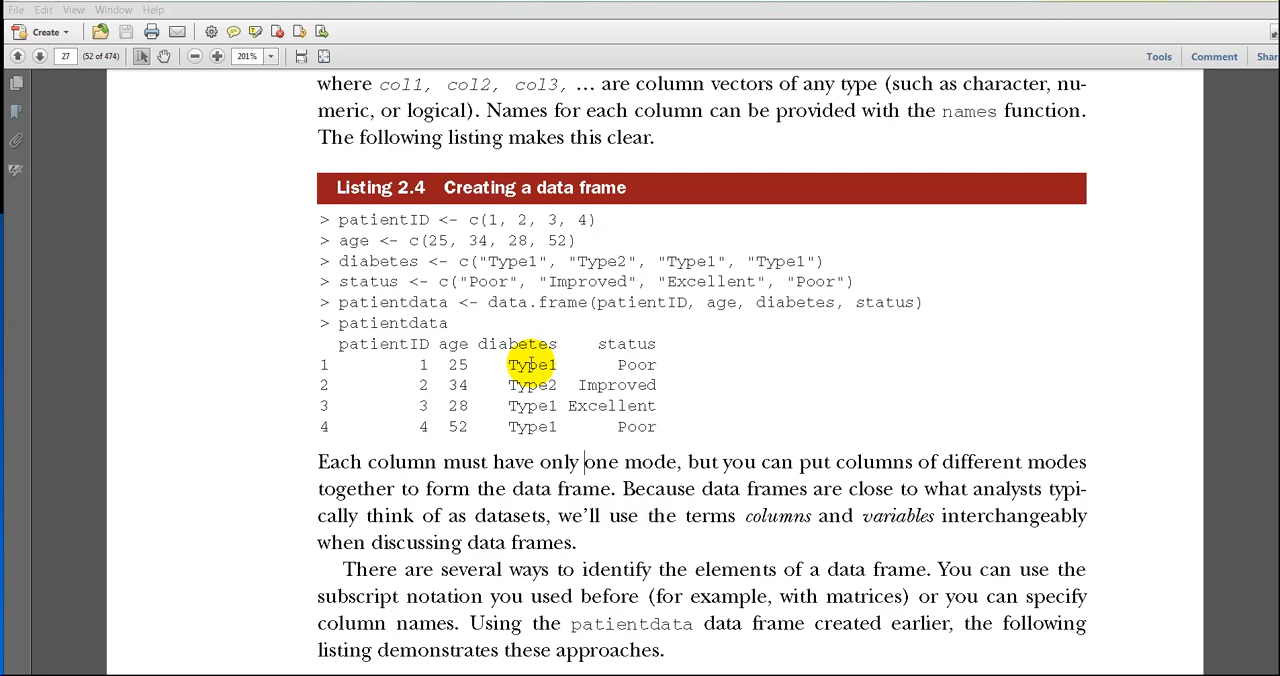 File Edit View Window Help
Create
27 (52 of 474) 201% Tools Comment Shar
where col1, col2, col3, … are column vectors of any type (such as character, nu-
meric, or logical). Names for each column can be provided with the names function.
The following listing makes this clear.
Listing 2.4 Creating a data frame
> patientID <- c(1, 2, 3, 4)
> age <- c(25, 34, 28, 52)
> diabetes <- c("Type1", "Type2", "Type1", "Type1")
> status <- c("Poor", "Improved", "Excellent", "Poor")
> patientdata <- data.frame(patientID, age, diabetes, status)
> patientdata
patientID age diabetes status
1 1 25 Type1 Poor
2 2 34 Type2 Improved
3 3 28 Type1 Excellent
4 4 52 Type1 Poor
Each column must have only one mode, but you can put columns of different modes
together to form the data frame. Because data frames are close to what analysts typi-
cally think of as datasets, we'll use the terms columns and variables interchangeably
when discussing data frames.
There are several ways to identify the elements of a data frame. You can use the
subscript notation you used before (for example, with matrices) or you can specify
column names. Using the patientdata data frame created earlier, the following
listing demonstrates these approaches.